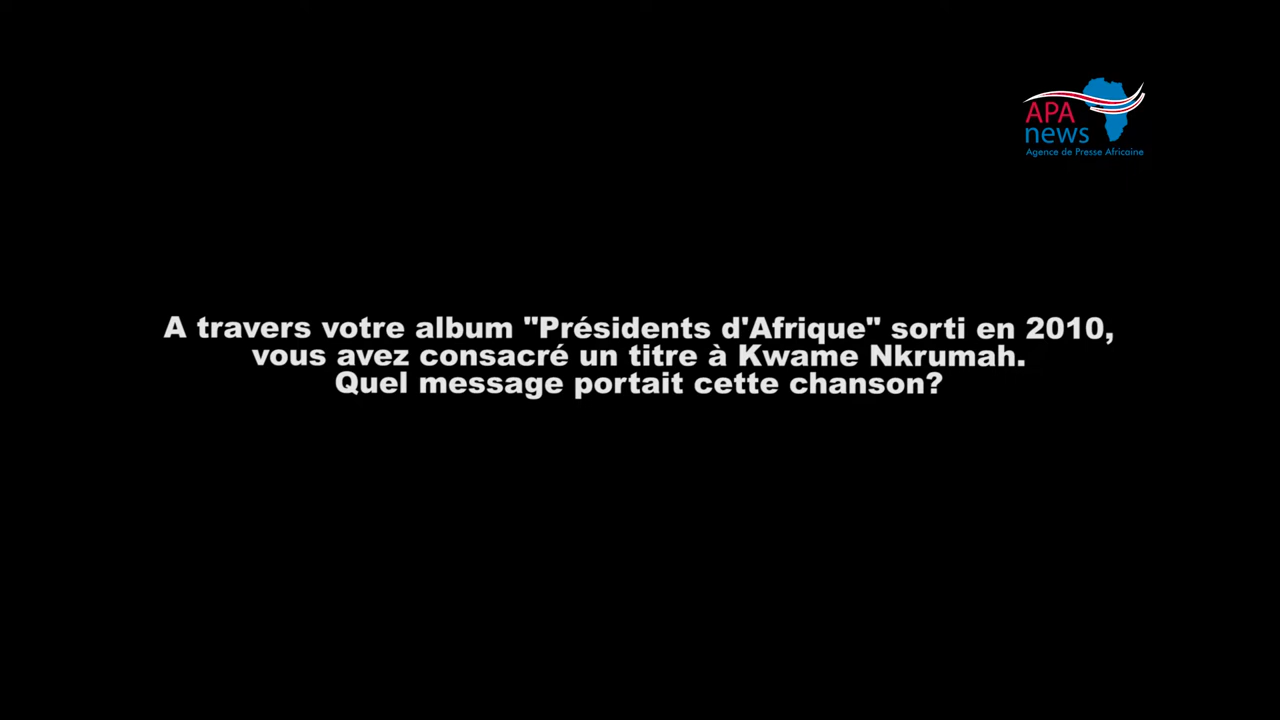 APA
news
Agence de Presse Africaine
A travers votre album "Présidents d'Afrique" sorti en 2010,
vous avez consacré un titre à Kwame Nkrumah.
Quel message portait cette chanson?